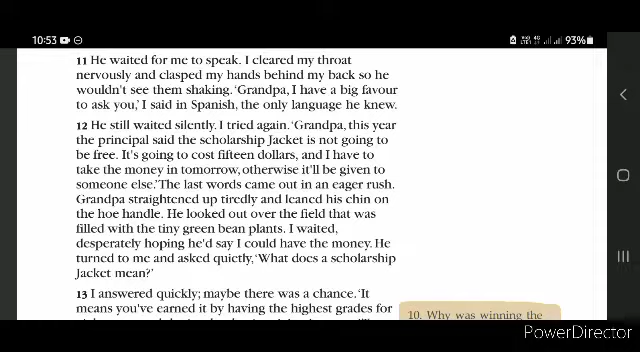 10:53
93%
11 He waited for me to speak. I cleared my throat
nervously and clasped my hands behind my back so he
wouldn't see them shaking. 'Grandpa, I have a big favour
to ask you,' I said in Spanish, the only language he knew.
12 He still waited silently. I tried again. 'Grandpa, this year
the principal said the scholarship Jacket is not going to
be free. It's going to cost fifteen dollars, and I have to
take the money in tomorrow, otherwise it'll be given to
someone else.' The last words came out in an eager rush.
Grandpa straightened up tiredly and leaned his chin on
the hoe handle. He looked out over the field that was
filled with the tiny green bean plants. I waited,
desperately hoping he'd say I could have the money. He
turned to me and asked quietly, 'What does a scholarship
Jacket mean?'
13 I answered quickly; maybe there was a chance. 'It
means you've earned it by having the highest grades for
10. Why was winning the
PowerDirector